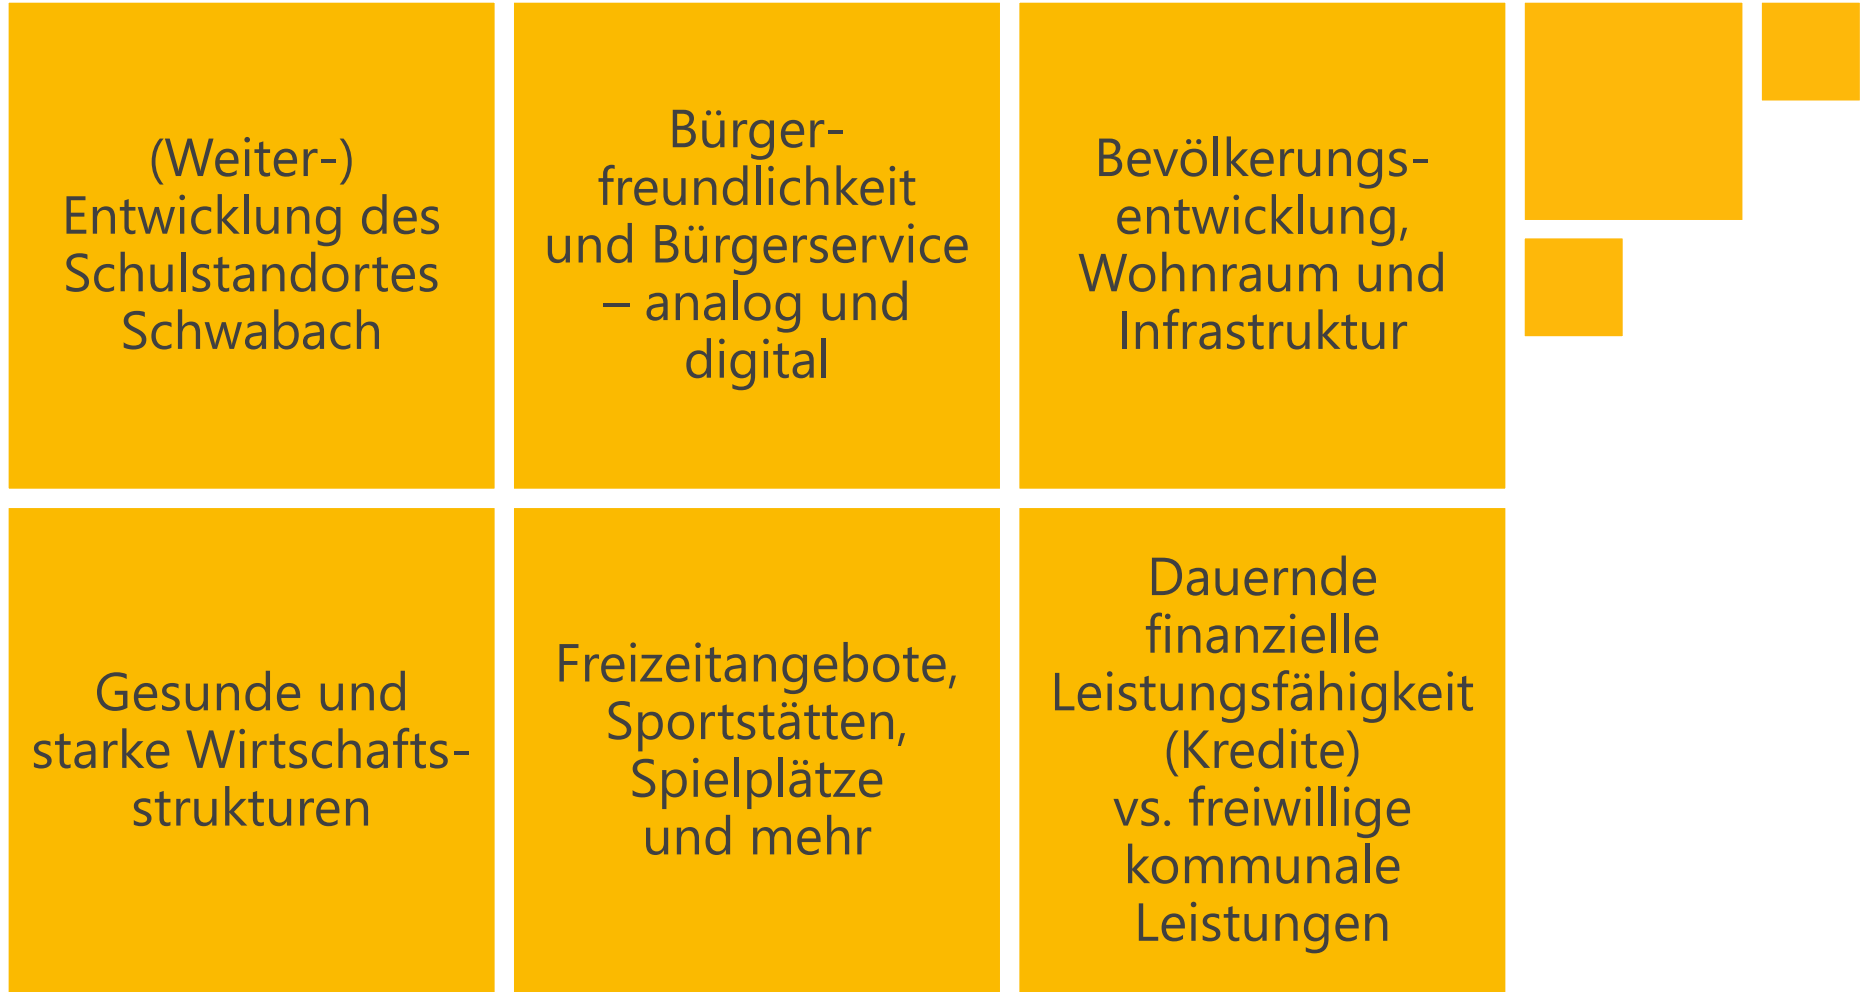 (Weiter-)
Entwicklung des
Schulstandortes
Schwabach
Bürger-
freundlichkeit
und Bürgerservice
– analog und
digital
Bevölkerungs-
entwicklung,
Wohnraum und
Infrastruktur
Gesunde und
starke Wirtschafts-
strukturen
Freizeitangebote,
Sportstätten,
Spielplätze
und mehr
Dauernde
finanzielle
Leistungsfähigkeit
(Kredite)
vs. freiwillige
kommunale
Leistungen